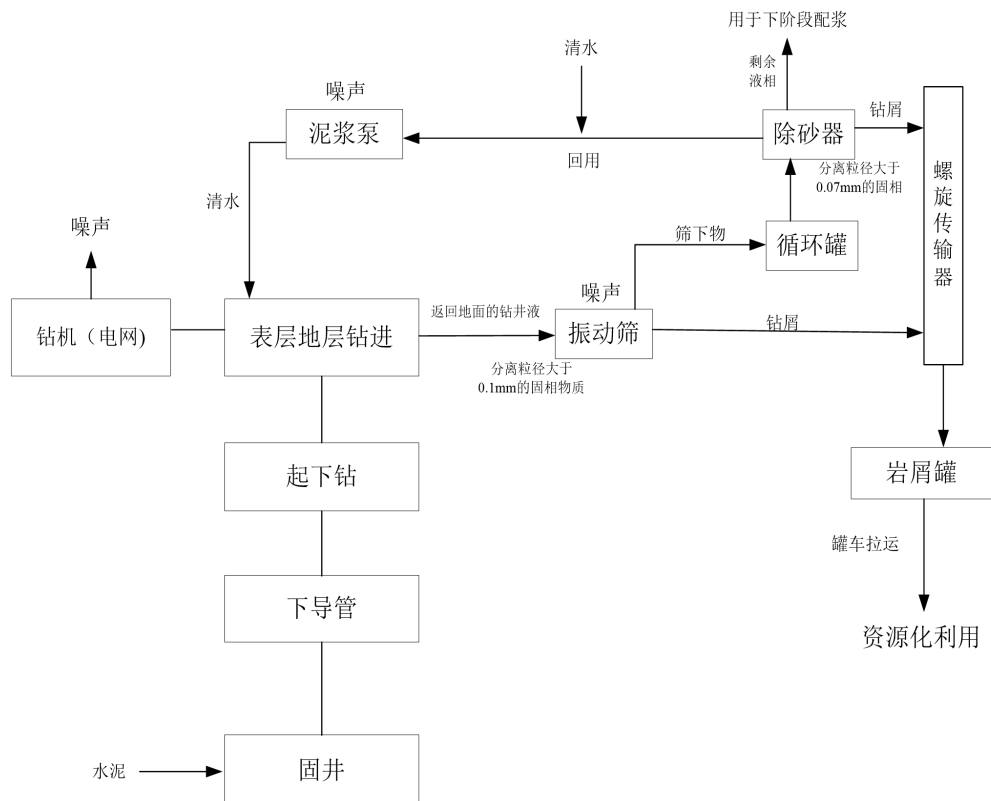 用于下阶段配浆
清水
剩余
液相
噪声
钻屑
泥浆泵
除砂器
回用
分离粒径大于
0.07mm的固相
螺旋传输器
清水
噪声
筛下物
循环罐
噪声
钻机（电网)
表层地层钻进
返回地面的钻井液
振动筛
钻屑
分离粒径大于
0.1mm的固相物质
起下钻
岩屑罐
罐车拉运
下导管
资源化利用
水泥
固井